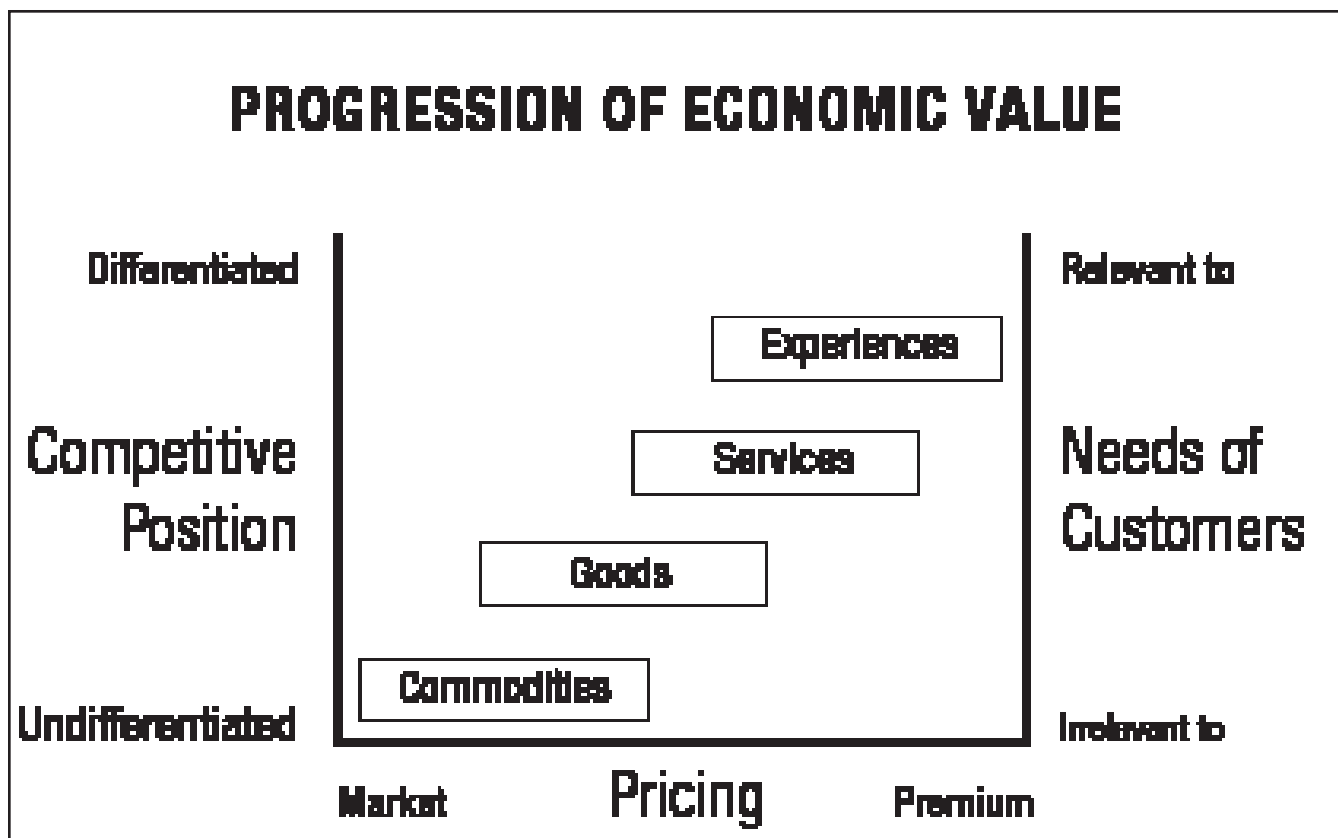 PROGRESSION OF ECONOMIC VALUE
Differentiated
Relevant to
Experiences
Competitive
Position
Services
Needs of
Customers
Goods
Commodities
Undifferentiated
Irrelevant to
Market
Pricing
Premium